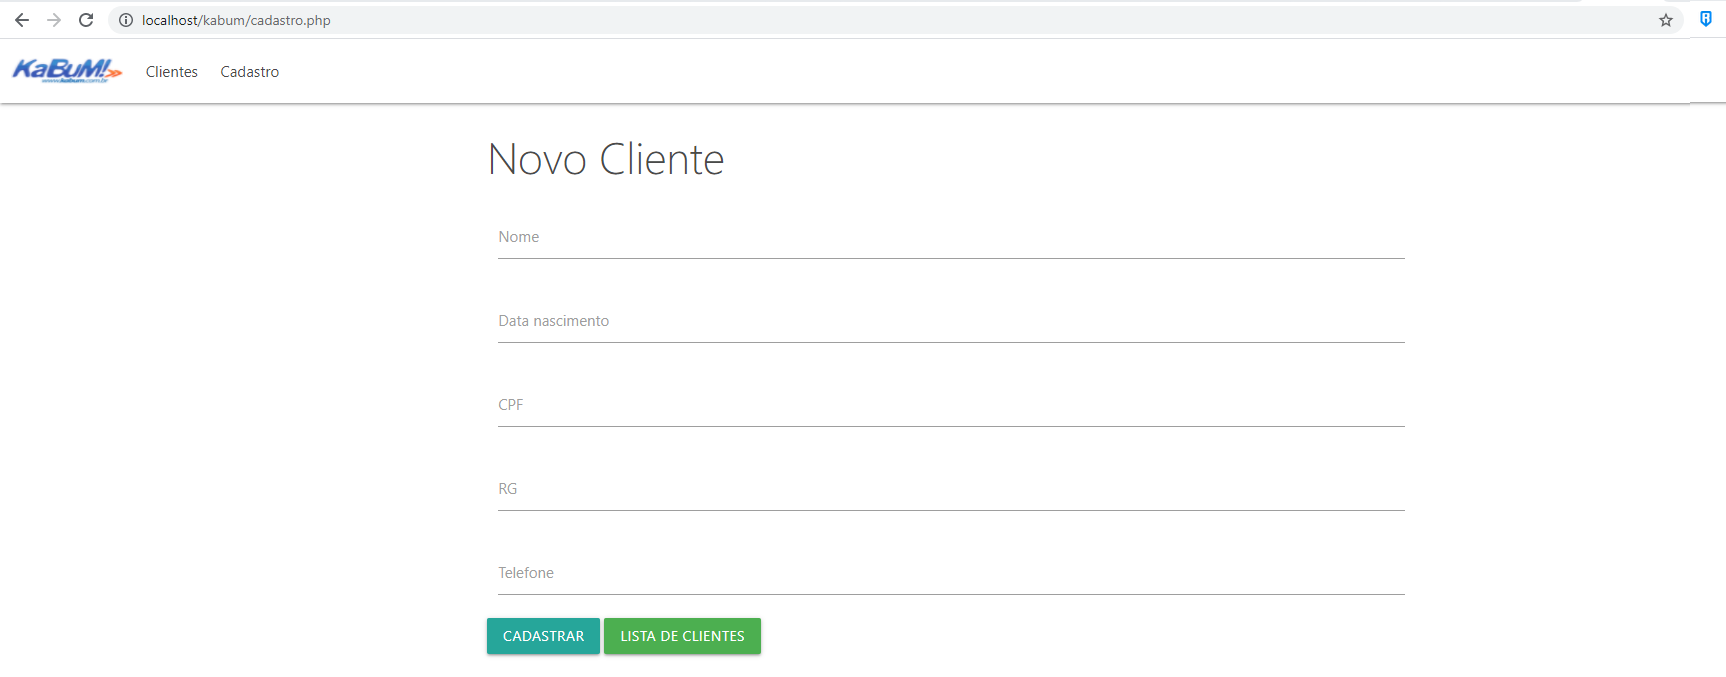 localhost/kabum/cadastro.php
KaBuM!
www.kabum.com.br
Clientes
Cadastro
Novo Cliente
Nome
Data nascimento
CPF
RG
Telefone
CADASTRAR
LISTA DE CLIENTES